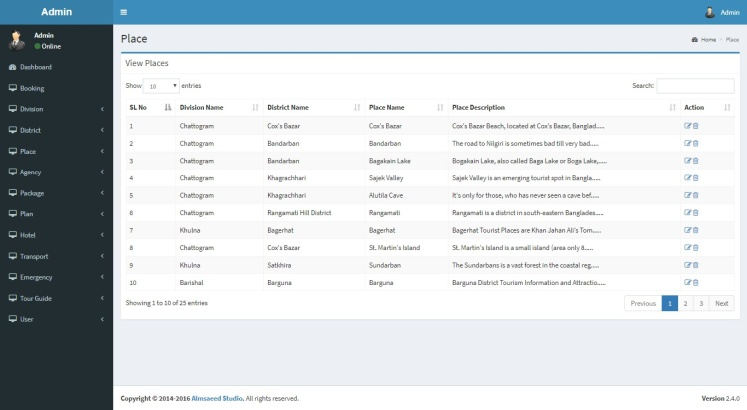 Admin
Admin
Admin
Online
Place
Home > Place
Dashboard
Booking
Division
District
Place
Agency
Package
Plan
Hotel
Transport
Emergency
Tour Guide
User
View Places
Show 10 entries
Search:
SL No Division Name District Name Place Name Place Description Action
1 Chattogram Cox's Bazar Cox's Bazar Cox's Bazar Beach, located at Cox's Bazar, Banglad.....
2 Chattogram Bandarban Bandarban The road to Nilgiri is sometimes bad till very bad.....
3 Chattogram Bandarban Bagakain Lake Bogakain Lake, also called Baga Lake or Boga Lake,.....
4 Chattogram Khagrachhari Sajek Valley Sajek Valley is an emerging tourist spot in Bangla.....
5 Chattogram Khagrachhari Alutila Cave It's only for those, who has never seen a cave bef.....
6 Chattogram Rangamati Hill District Rangamati Rangamati is a district in south-eastern Banglades.....
7 Khulna Bagerhat Bagerhat Bagerhat Tourist Places are Khan Jahan Ali's Tom.....
8 Chattogram Cox's Bazar St. Martin's Island St. Martin's Island is a small island (area only 8.....
9 Khulna Satkhira Sundarban The Sundarbans is a vast forest in the coastal reg.....
10 Barishal Barguna Barguna Barguna District Tourism Information and Attractio.....
Showing 1 to 10 of 25 entries
Previous 1 2 3 Next
Copyright © 2014-2016 Almsaeed Studio. All rights reserved.
Version 2.4.0